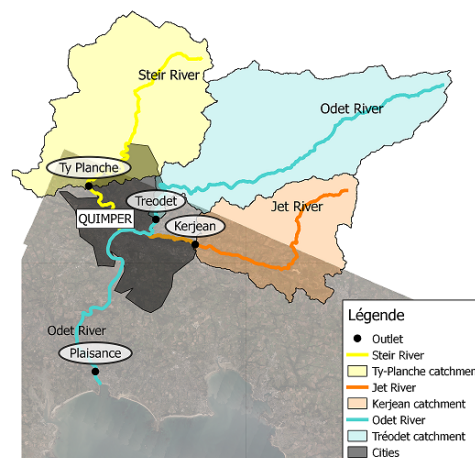 Steir River
Odet River
Ty Planche
Treodet
Jet River
QUIMPER
Kerjean
Odet River
Plaisance
Légende
Outlet
Steir River
Ty-Planche catchmen
Jet River
Kerjean catchment
Odet River
Tréodet catchment
Cities